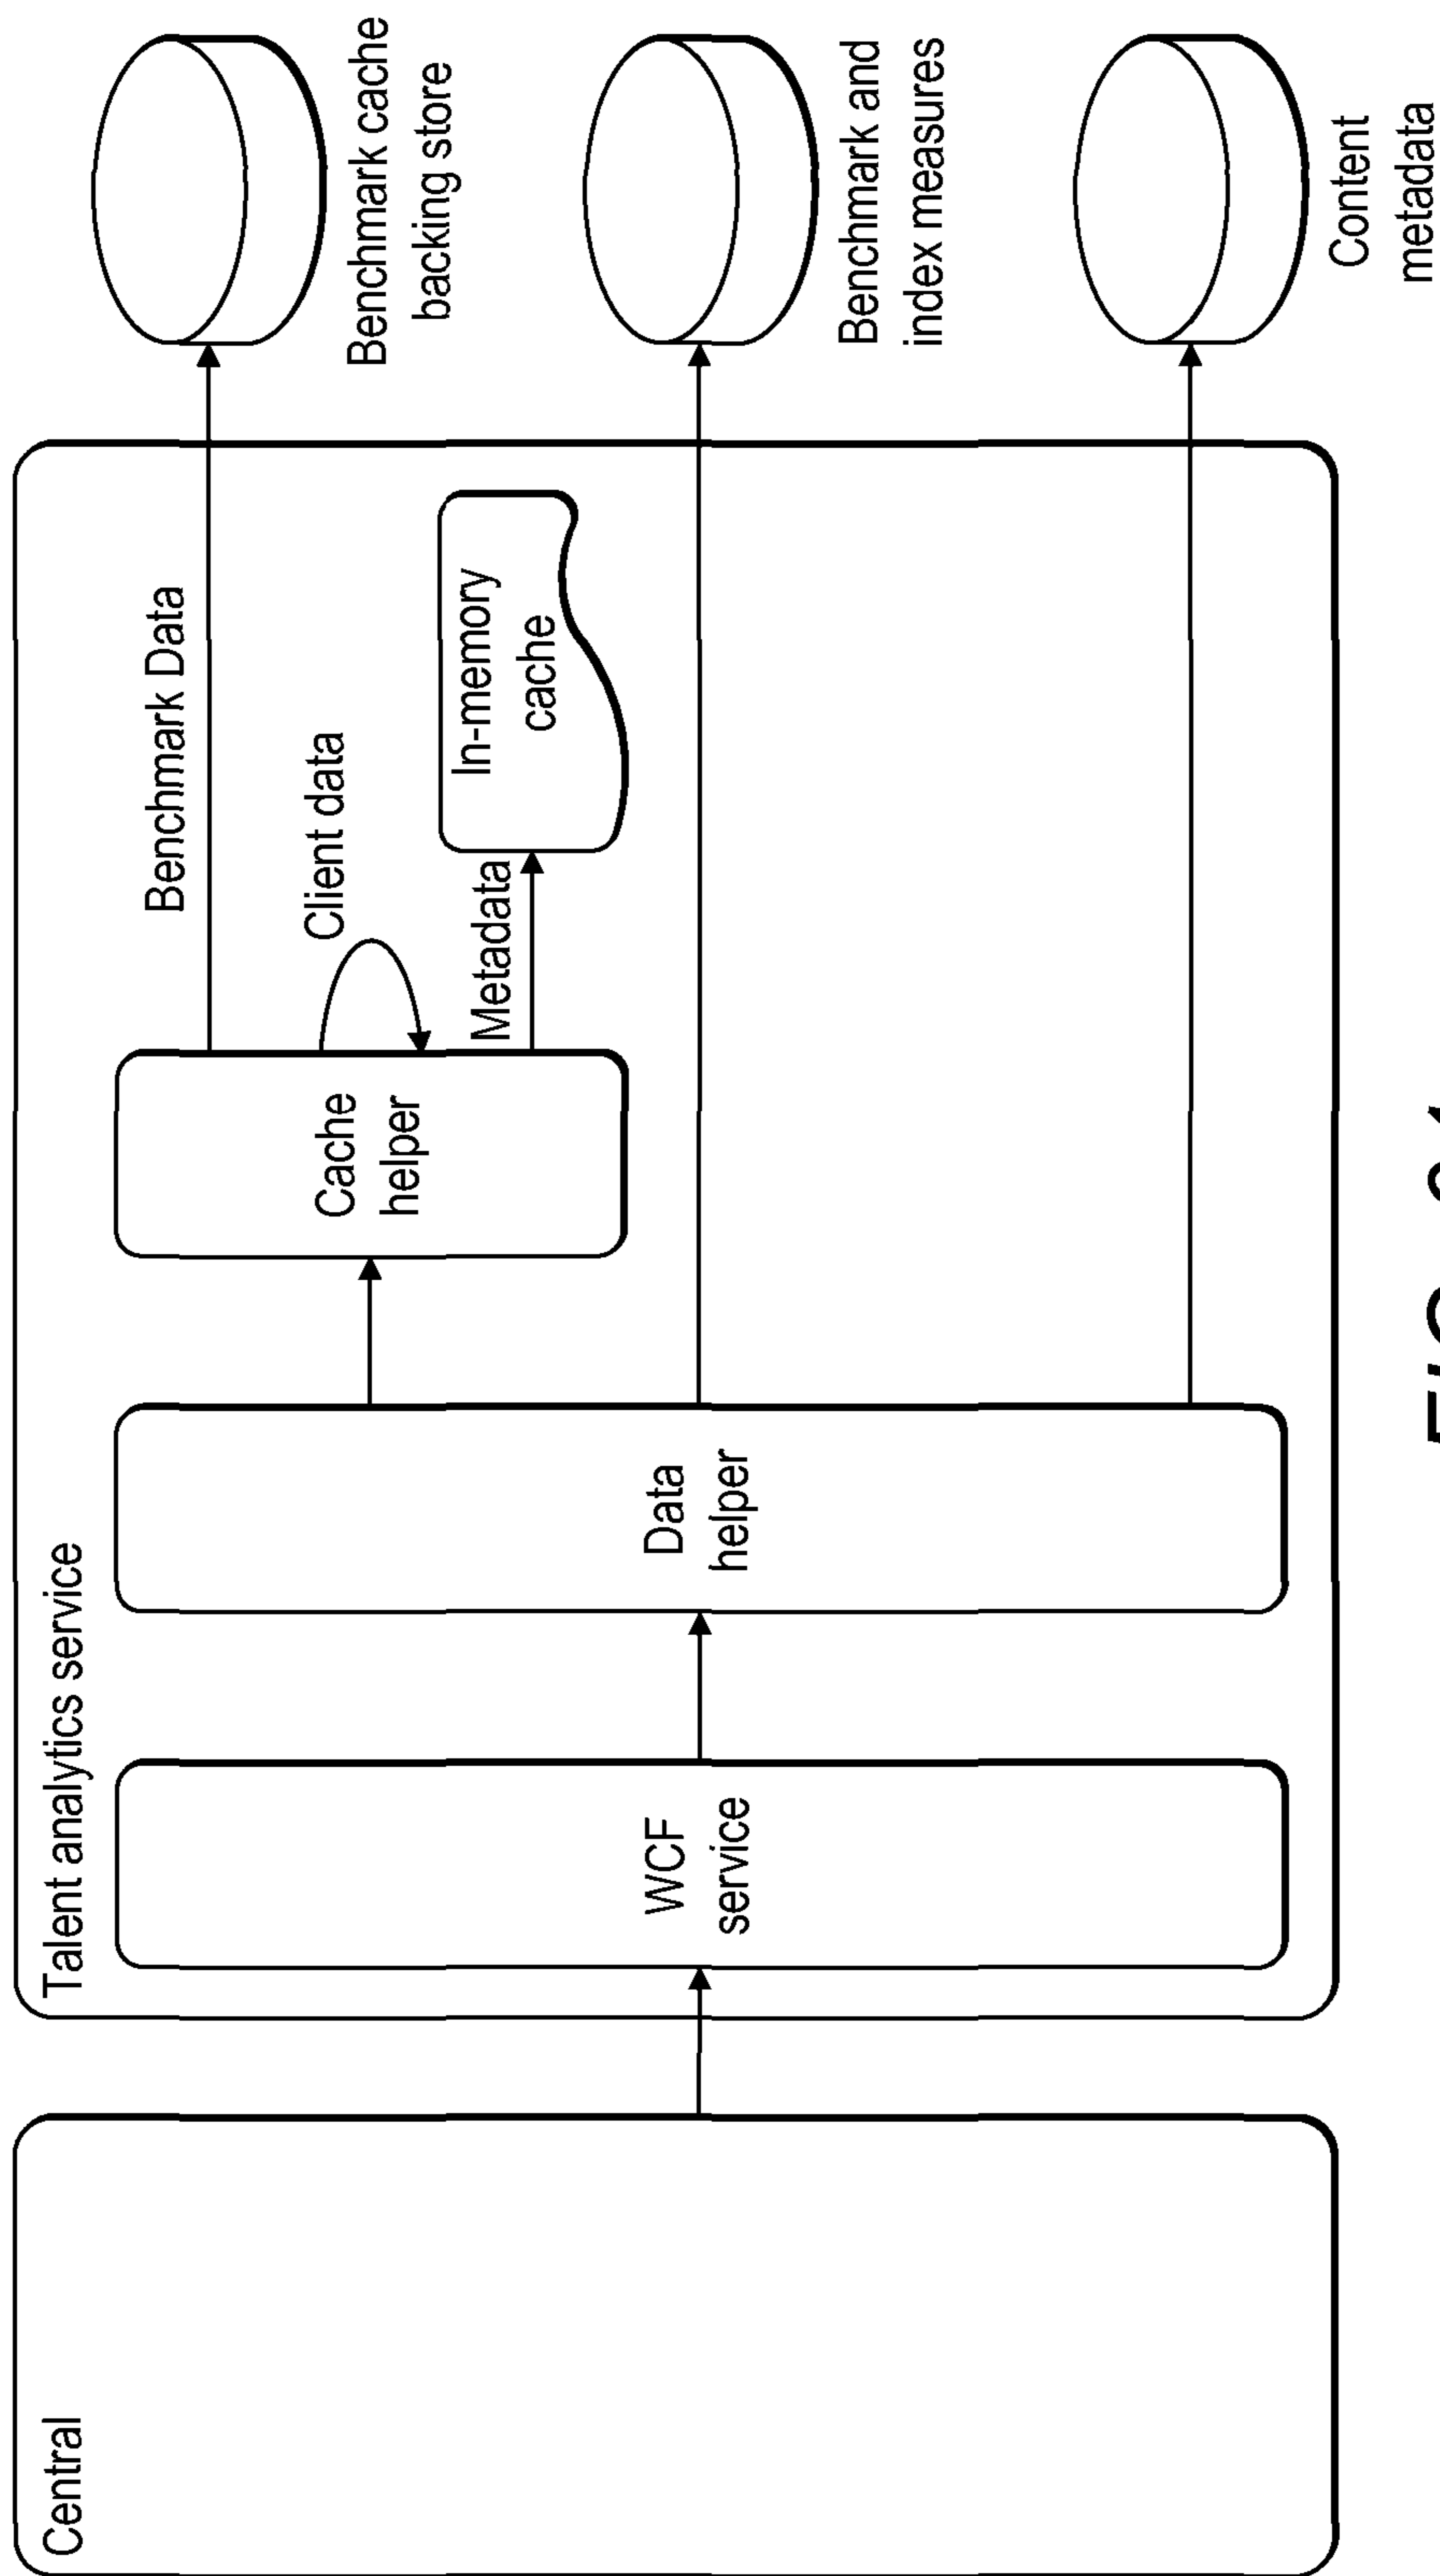 Central
Talent analytics service
WCF
service
Data
helper
Cache
helper
Benchmark Data
Client data
Metadata
In-memory
cache
Benchmark cache
backing store
Benchmark and
index measures
Content
metadata
FIG.